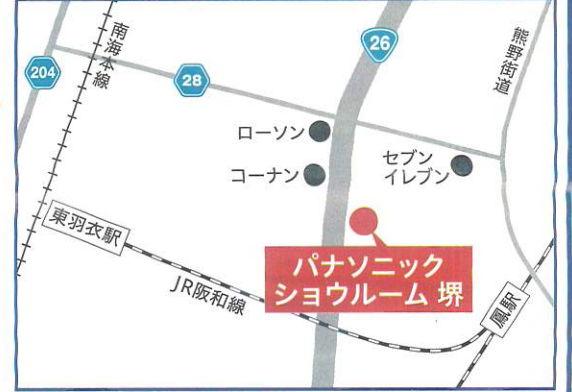 204
南海本線
28
26
熊野街道
ローソン
コーナン
セブン
イレブン
東羽衣駅
JR阪和線
パナソニック
ショウルーム 堺
鳳駅